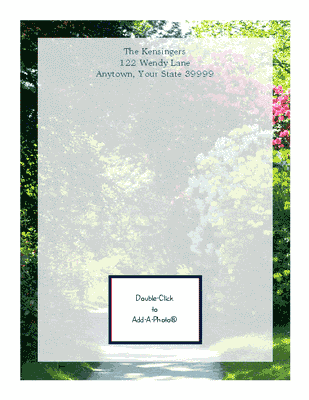 The Kensingers
122 Wendy Lane
Anytown, Your State 39999
Double-Click
to
Add-A-Photo®